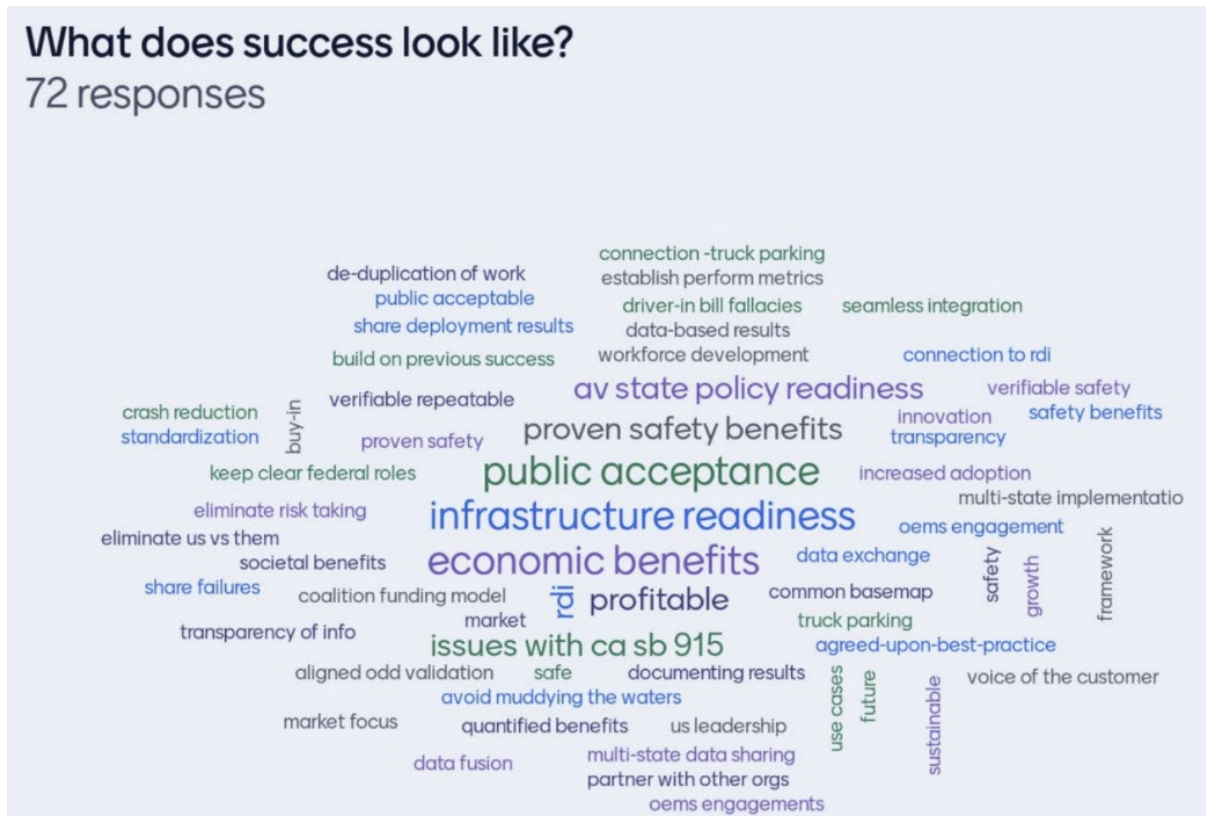 What does success look like?
72 responses
connection -truck parking
de-duplication of work
establish perform metrics
public acceptable
driver-in bill fallacies
seamless integration
share deployment results
data-based results
build on previous success
workforce development
connection to rdi
av state policy readiness
verifiable safety
verifiable repeatable
crash reduction
buy-in
innovation
safety benefits
standardization
proven safety
proven safety benefits
transparency
keep clear federal roles
public acceptance
increased adoption
multi-state implementatio
eliminate risk taking
infrastructure readiness
oems engagement
eliminate us vs them
societal benefits
economic benefits
data exchange
safety
growth
framework
share failures
coalition funding model
rdi
profitable
common basemap
market
truck parking
transparency of info
issues with ca sb 915
agreed-upon-best-practice
aligned odd validation
safe
documenting results
voice of the customer
avoid muddying the waters
use cases
future
sustainable
market focus
quantified benefits
us leadership
data fusion
multi-state data sharing
partner with other orgs
oems engagements